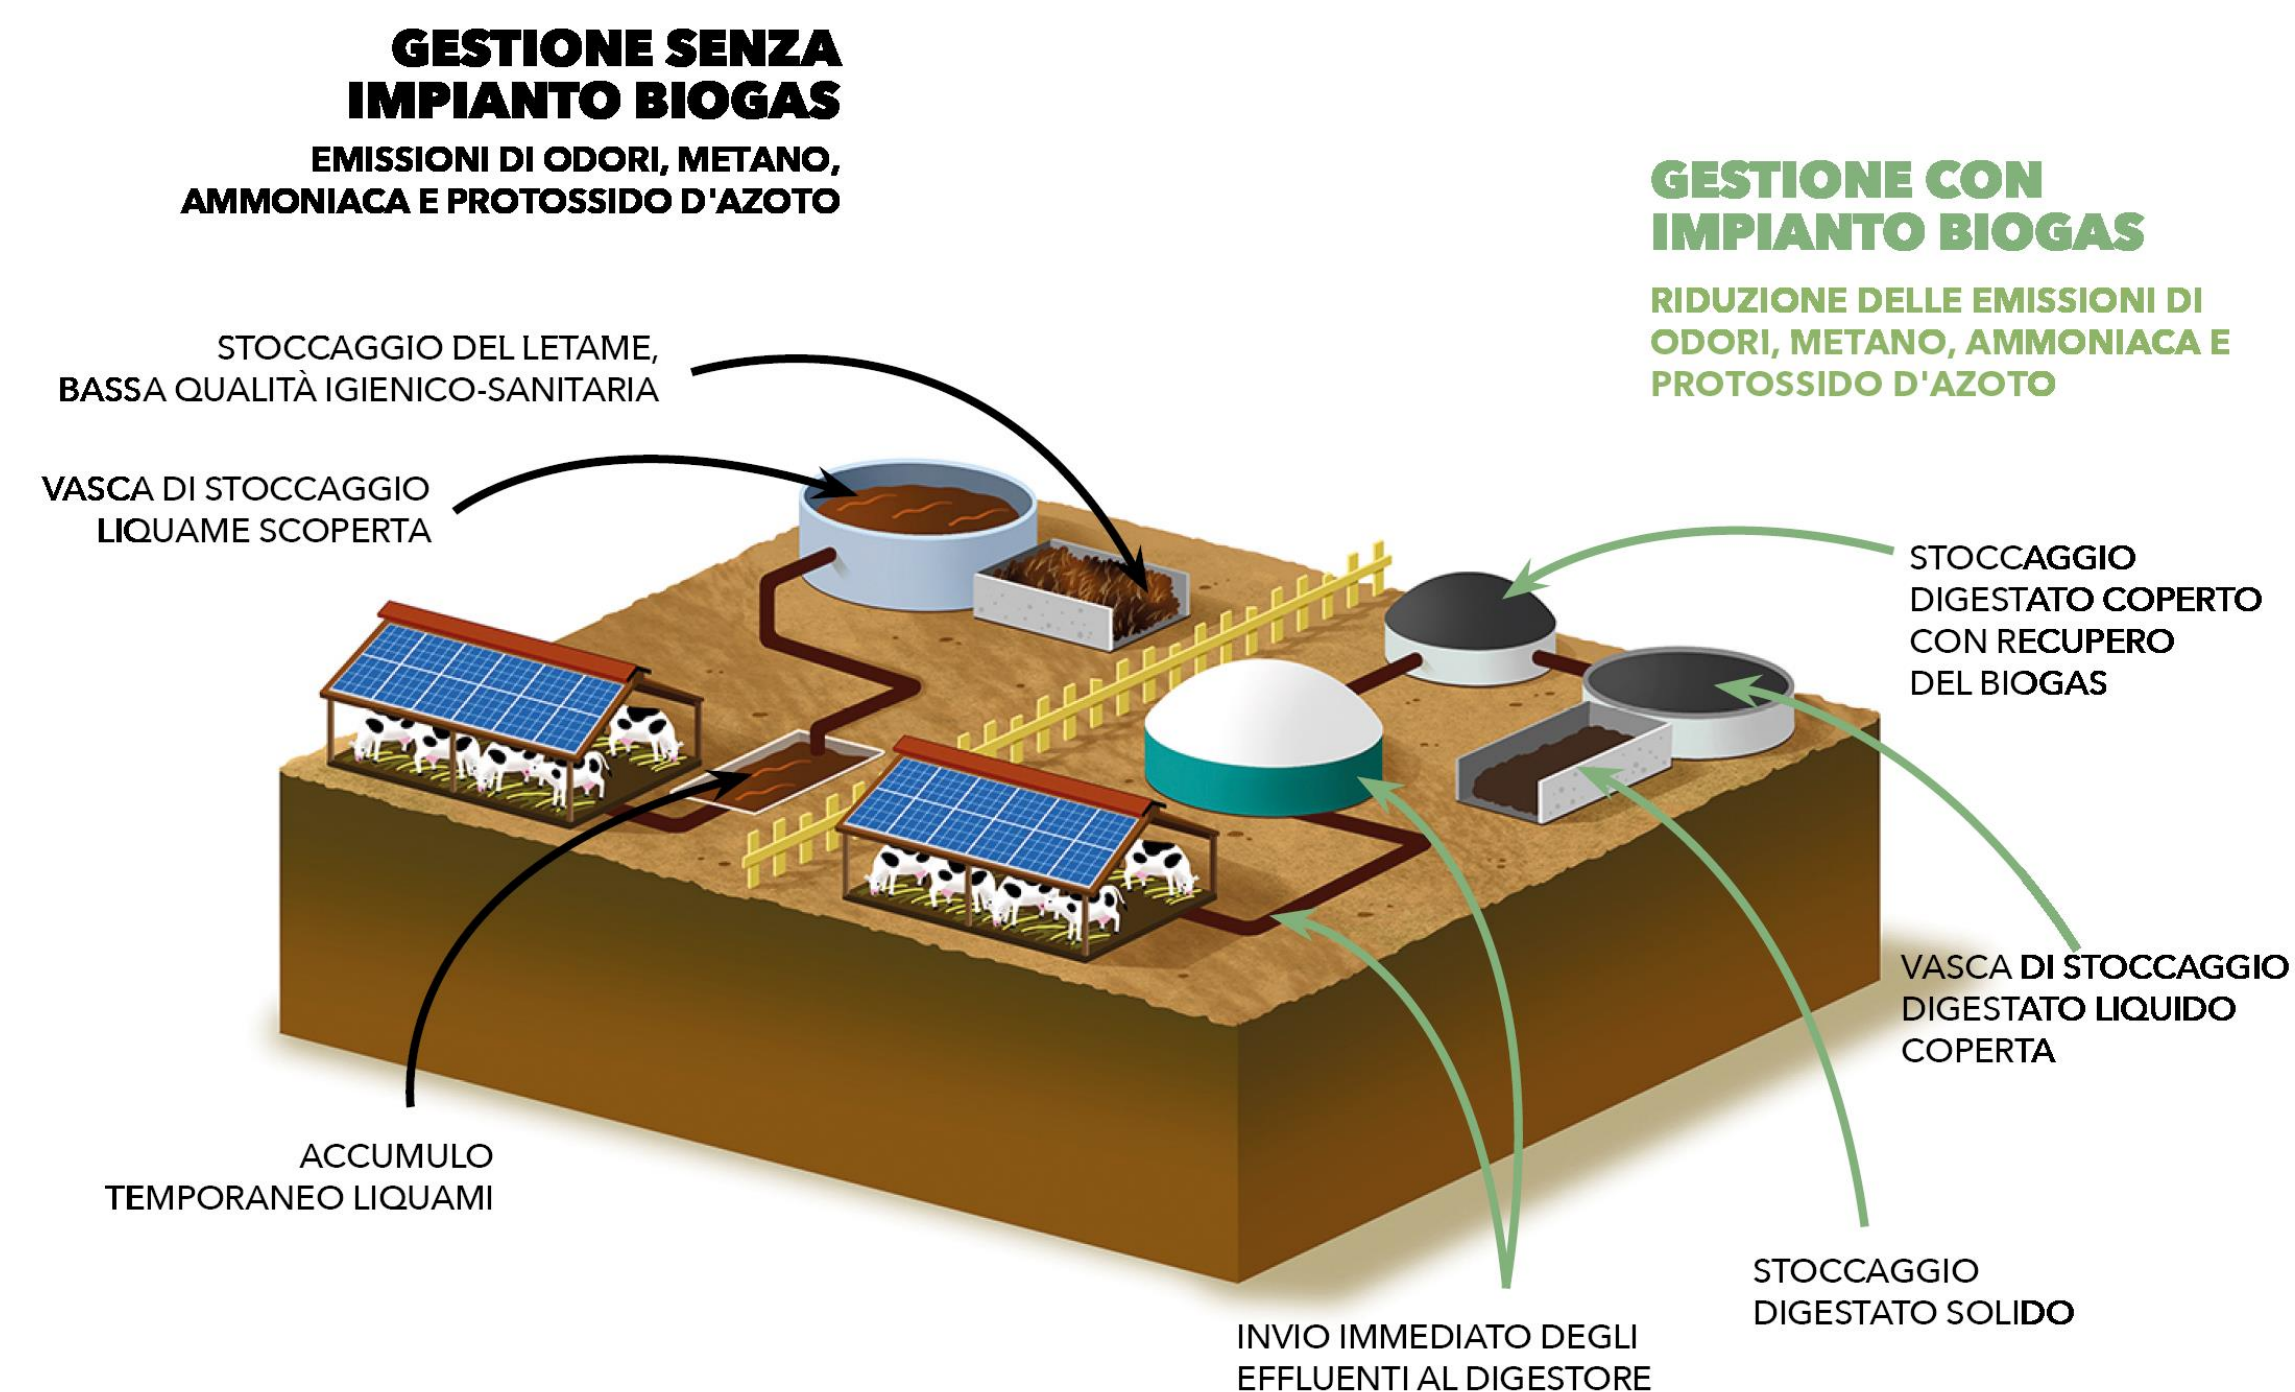 GESTIONE SENZA
IMPIANTO BIOGAS
EMISSIONI DI ODORI, METANO,
AMMONIACA E PROTOSSIDO D'AZOTO
GESTIONE CON
IMPIANTO BIOGAS
RIDUZIONE DELLE EMISSIONI DI
ODORI, METANO, AMMONIACA E
PROTOSSIDO D'AZOTO
STOCCAGGIO DEL LETAME,
BASSA QUALITÀ IGIENICO-SANITARIA
VASCA DI STOCCAGGIO
LIQUAME SCOPERTA
STOCCAGGIO
DIGESTATO COPERTO
CON RECUPERO
DEL BIOGAS
VASCA DI STOCCAGGIO
DIGESTATO LIQUIDO
COPERTA
ACCUMULO
TEMPORANEO LIQUAMI
STOCCAGGIO
DIGESTATO SOLIDO
INVIO IMMEDIATO DEGLI
EFFLUENTI AL DIGESTORE